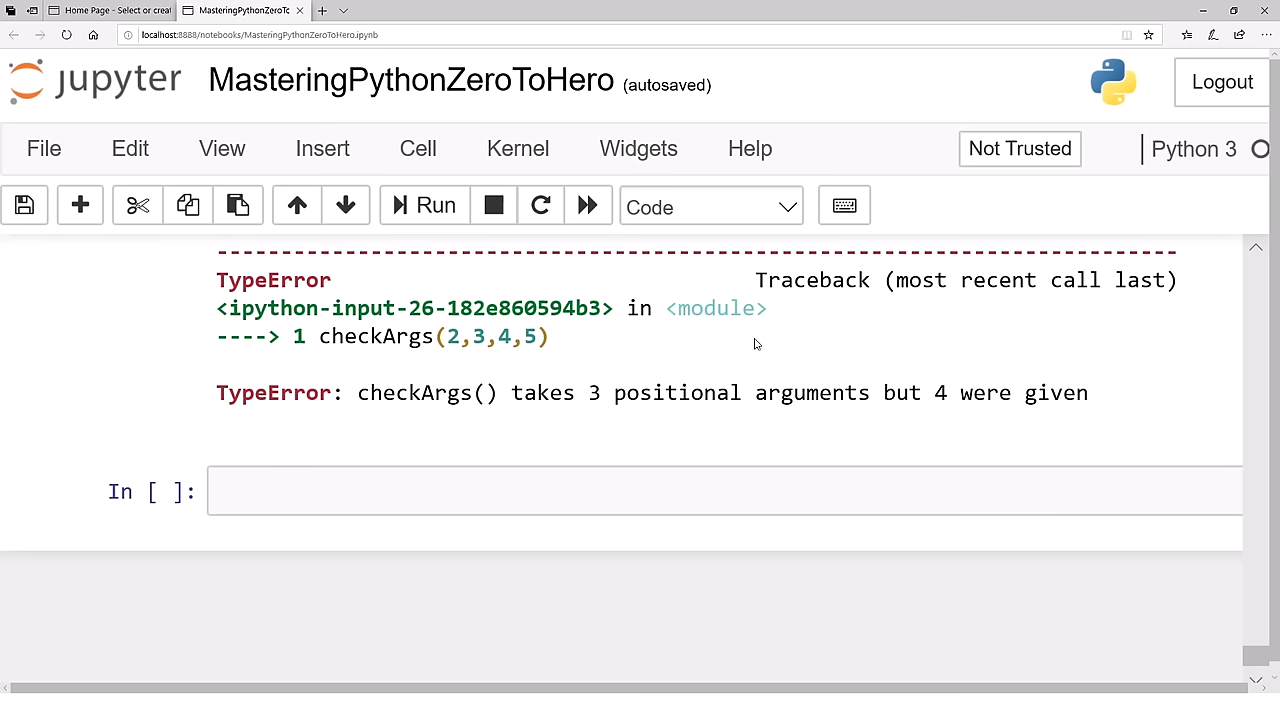 Home Page - Select or creat
MasteringPythonZeroTo
localhost:8888/notebooks/MasteringPythonZeroToHero.ipynb
jupyter MasteringPythonZeroToHero (autosaved) Logout
File Edit View Insert Cell Kernel Widgets Help Not Trusted Python 3
Run Code
---------------------------------------------------------------------------
TypeError Traceback (most recent call last)
<ipython-input-26-182e860594b3> in <module>
----> 1 checkArgs(2,3,4,5)
TypeError: checkArgs() takes 3 positional arguments but 4 were given
In [ ]: